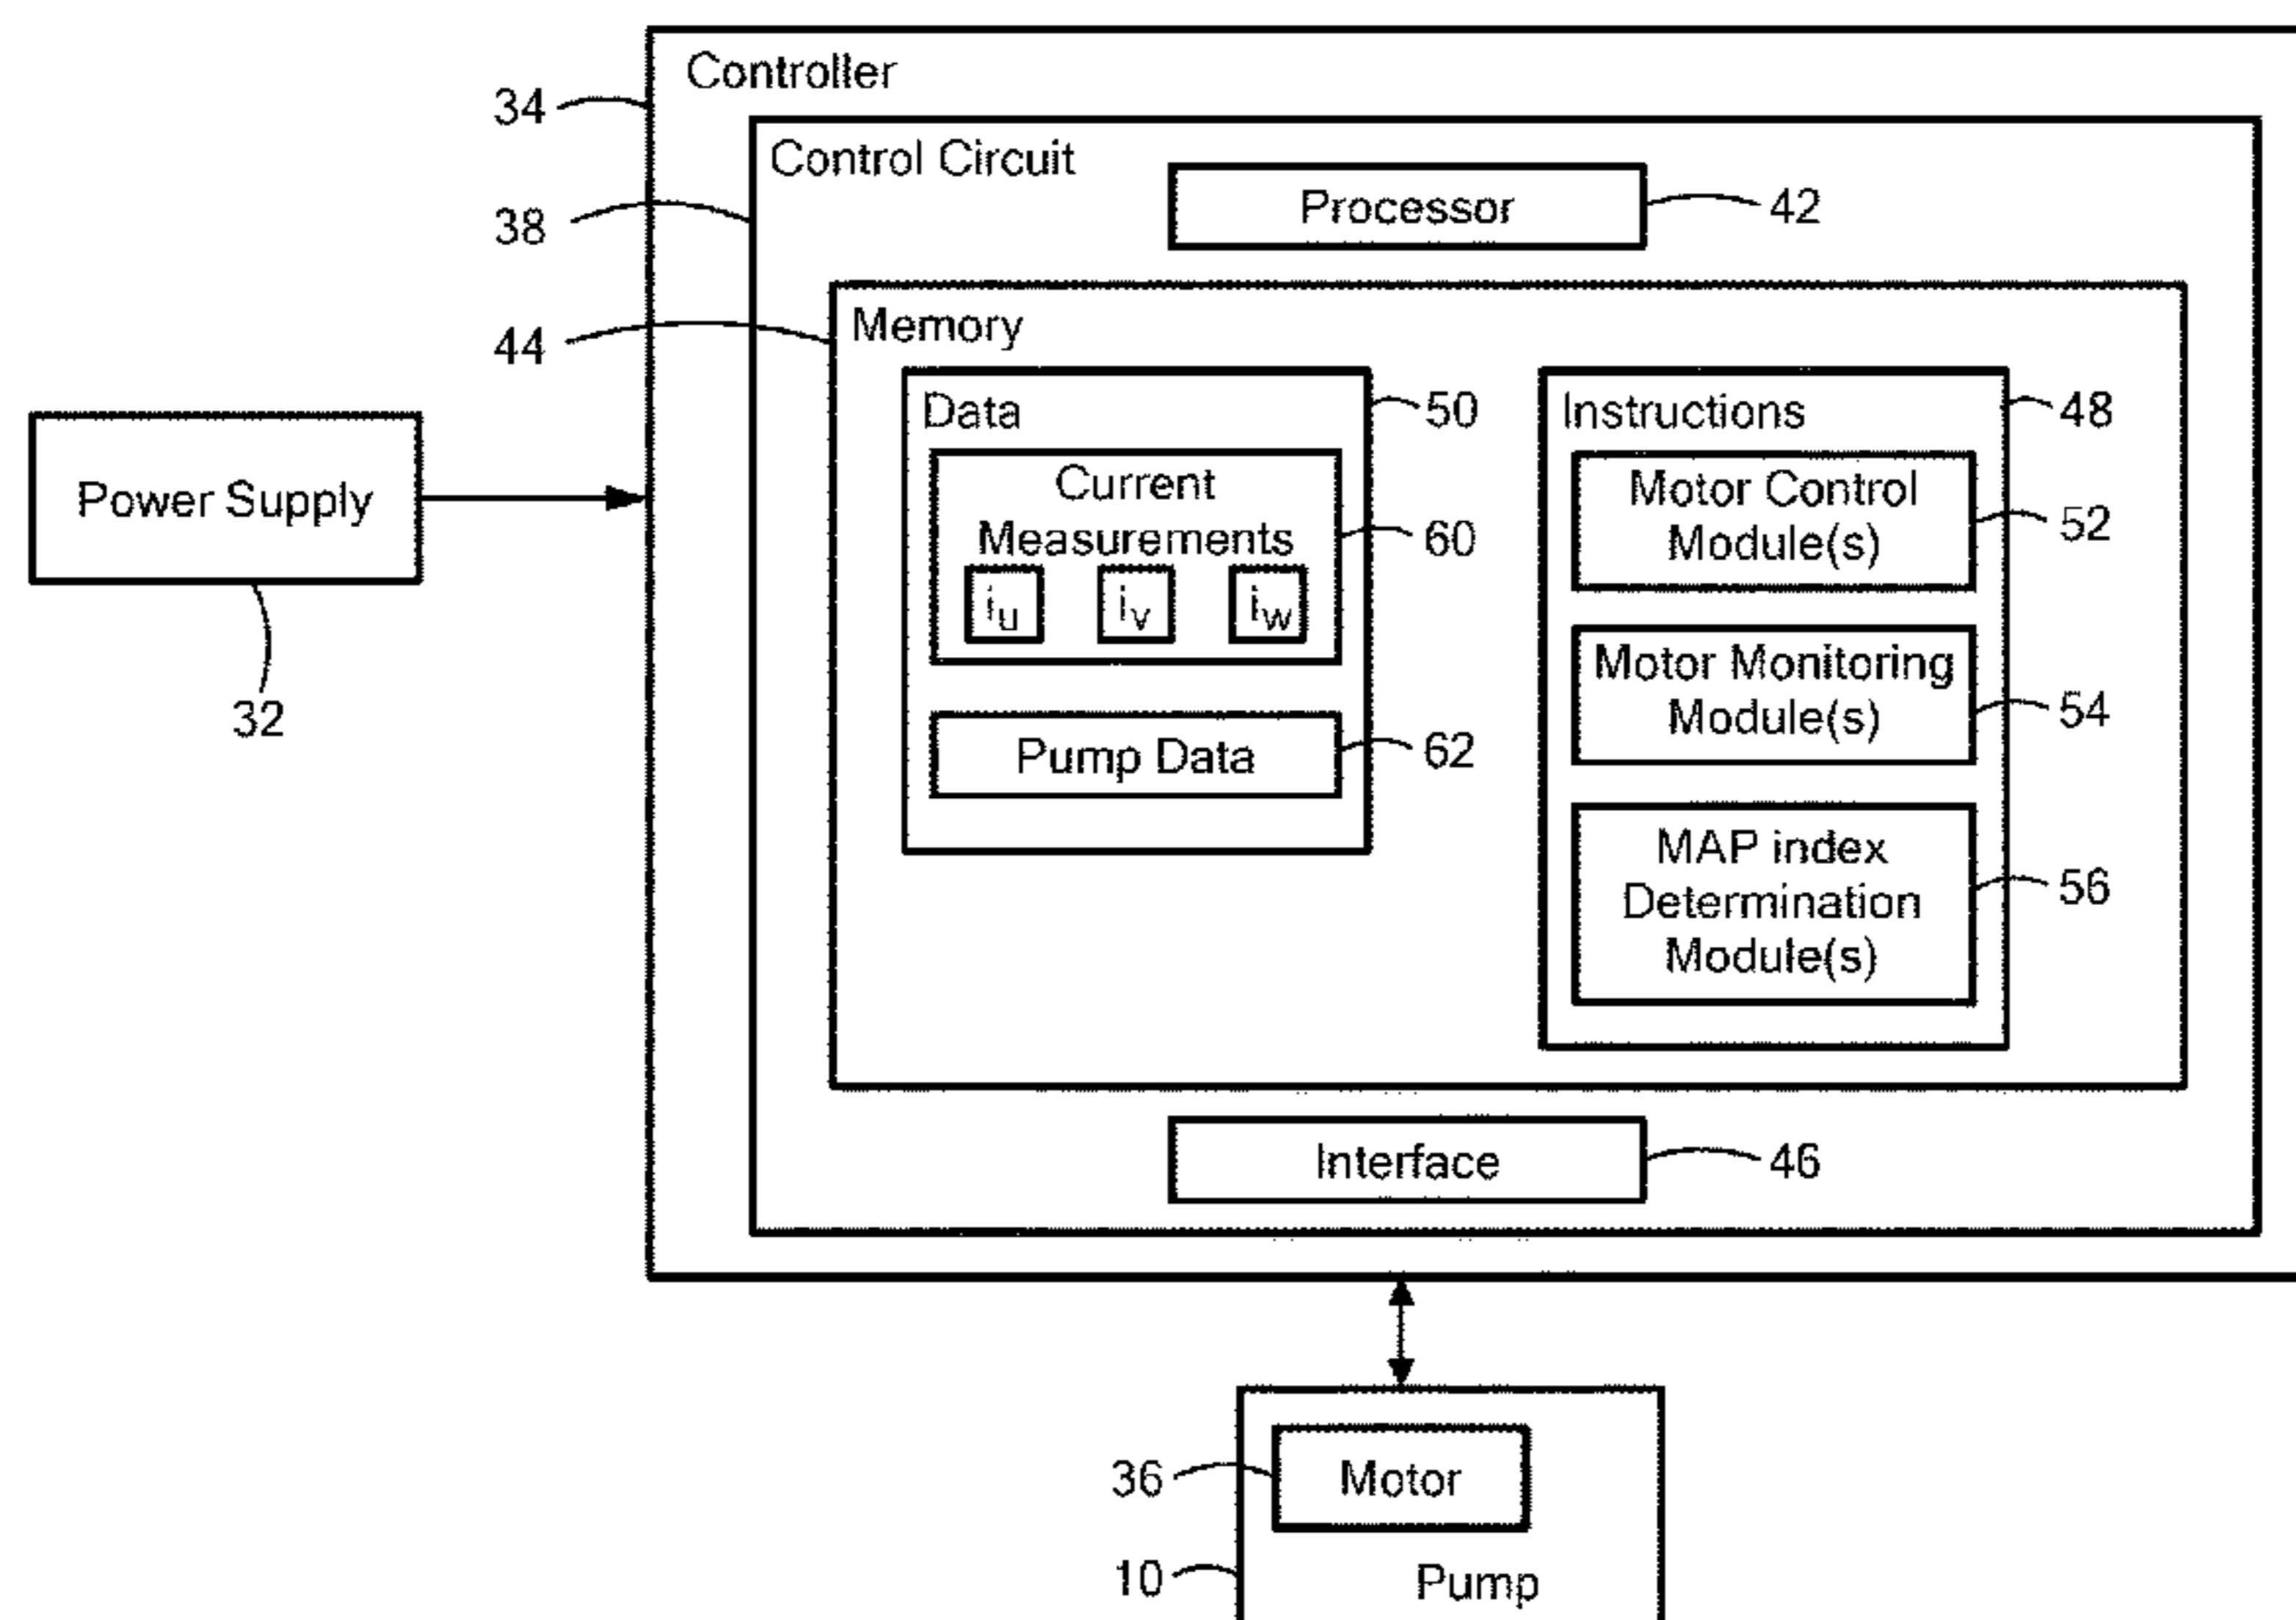 Controller
34
Control Circuit
38
Processor
42
Memory
44
Data
50
Instructions
48
Current
Measurements
60
iu
iv
iw
Motor Control
Module(s)
52
Power Supply
32
Motor Monitoring
Module(s)
54
Pump Data
62
MAP index
Determination
Module(s)
56
Interface
46
Motor
36
10
Pump